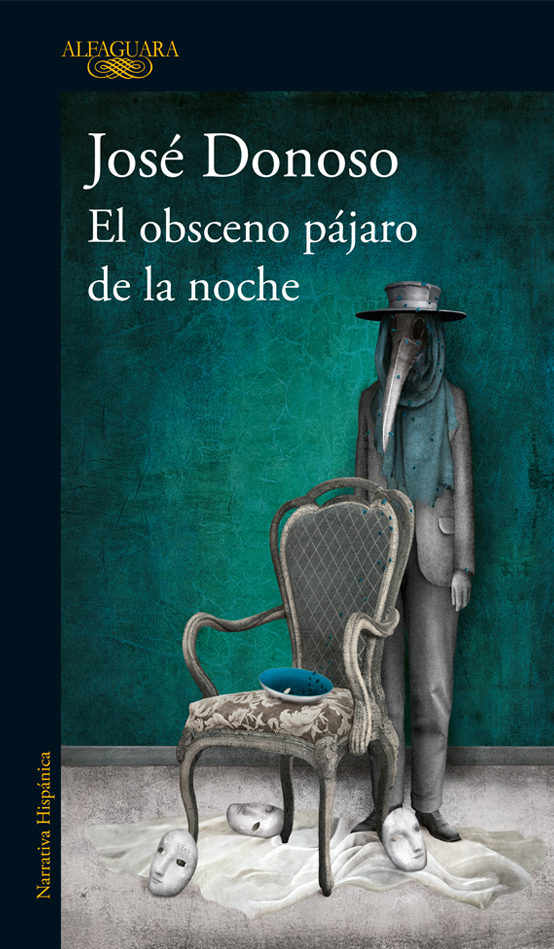 ALFAGUARA
José Donoso
El obsceno pájaro
de la noche
Narrativa Hispánica